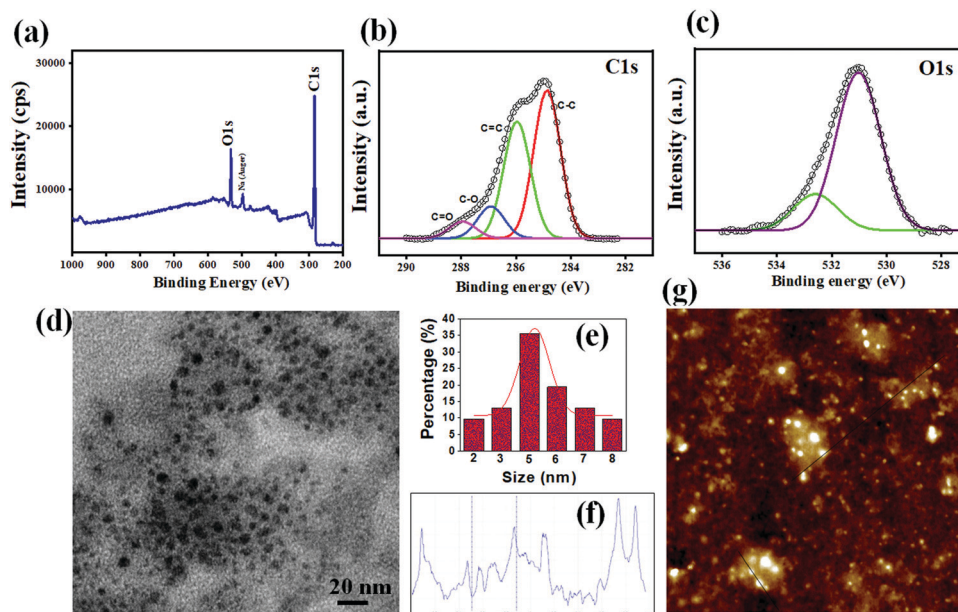 (a)
30000
20000
10000
Intensity (cps)
O1s
Na (Auger)
C1s
1000 900 800 700 600 500 400 300 200
Binding Energy (eV)
(b)
C1s
Intensity (a.u.)
C=O
C-O
C=C
C-C
290 288 286 284 282
Binding energy (eV)
(c)
O1s
Intensity (a.u.)
536 534 532 530 528
Binding energy (eV)
(d)
20 nm
(e)
40
35
30
25
20
15
10
5
0
Percentage (%)
2 3 5 6 7 8
Size (nm)
(f)
(g)